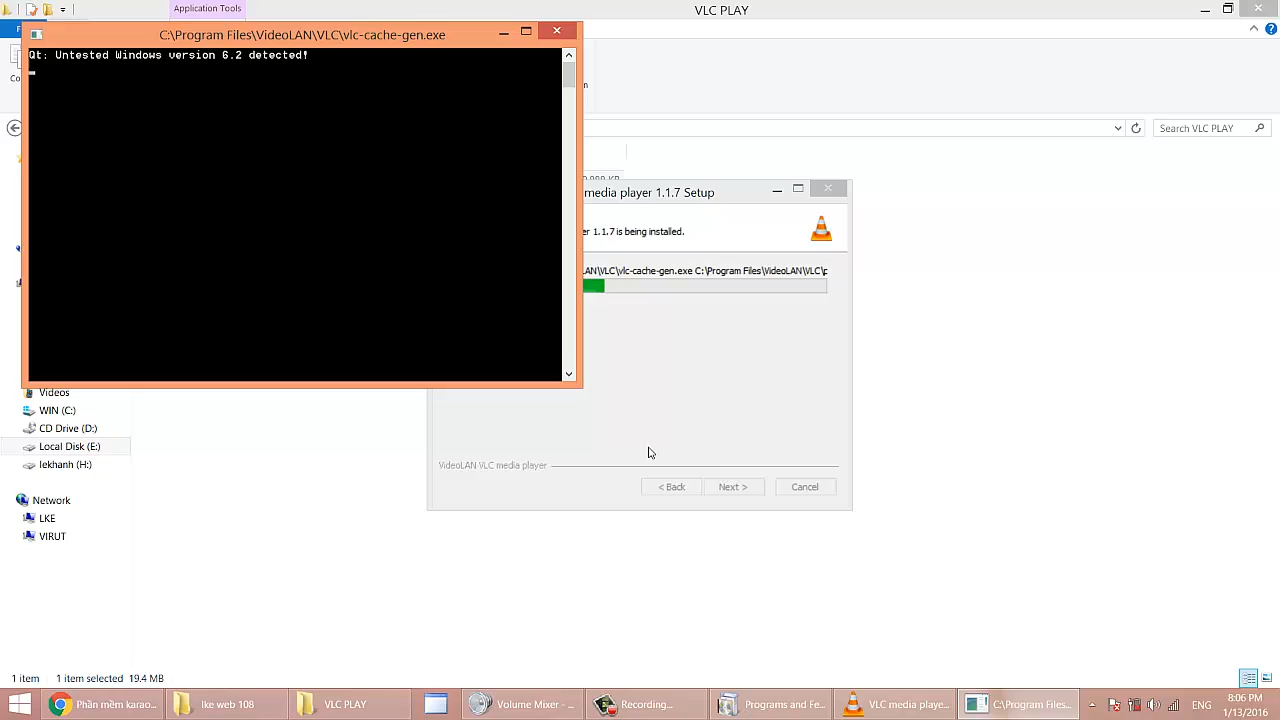 Application Tools
VLC PLAY
C:\Program Files\VideoLAN\VLC\vlc-cache-gen.exe
Qt: Untested Windows version 6.2 detected!
Search VLC PLAY
media player 1.1.7 Setup
er 1.1.7 is being installed.
LAN\VLC\vlc-cache-gen.exe C:\Program Files\VideoLAN\VLC\p
Videos
WIN (C:)
CD Drive (D:)
Local Disk (E:)
lekhanh (H:)
Network
LKE
VIRUT
VideoLAN VLC media player
< Back
Next >
Cancel
1 item
1 item selected 19.4 MB
Phàn mềm karao...
lke web 108
VLC PLAY
Volume Mixer - ...
Recording...
Programs and Fe...
VLC media playe...
C:\Program Files...
ENG
8:06 PM
1/13/2016